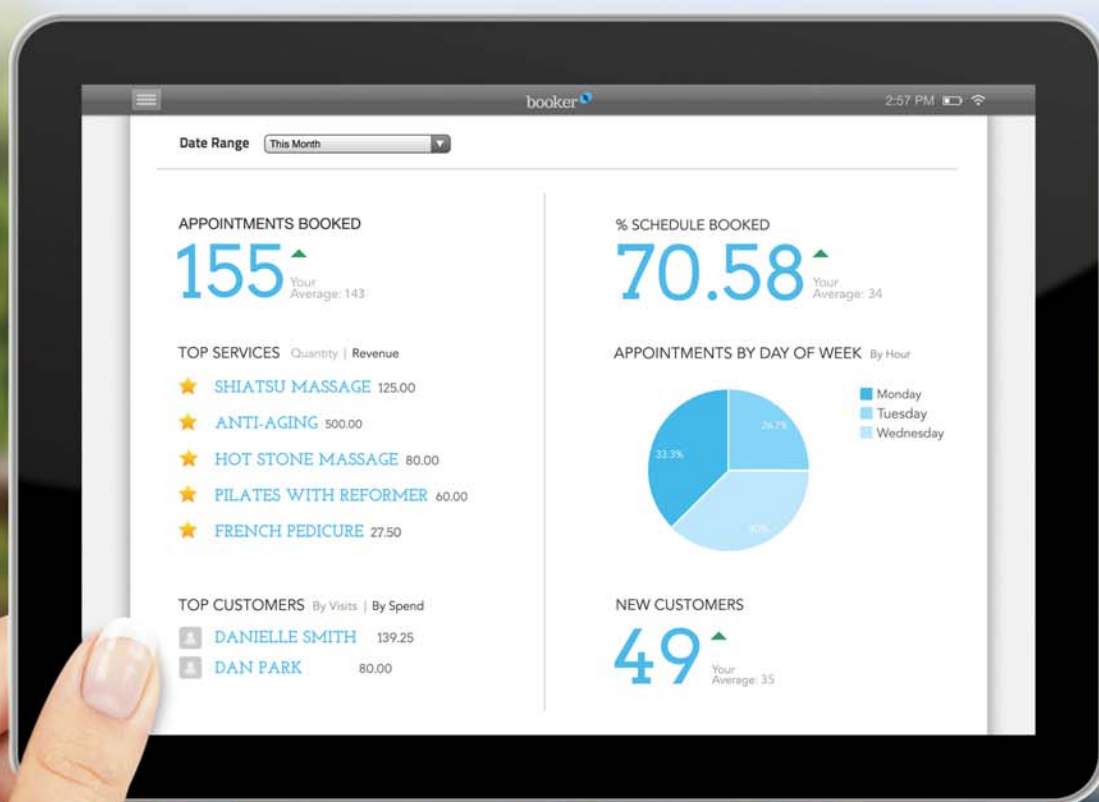 booker
2:57 PM
Date Range This Month
APPOINTMENTS BOOKED
155
Your
Average: 143
TOP SERVICES Quantity | Revenue
SHIATSU MASSAGE 125.00
ANTI-AGING 500.00
HOT STONE MASSAGE 80.00
PILATES WITH REFORMER 60.00
FRENCH PEDICURE 27.50
TOP CUSTOMERS By Visits | By Spend
DANIELLE SMITH 139.25
DAN PARK 80.00
% SCHEDULE BOOKED
70.58
Your
Average: 34
APPOINTMENTS BY DAY OF WEEK By Hour
26.7%
33.3%
40%
Monday
Tuesday
Wednesday
NEW CUSTOMERS
49
Your
Average: 35